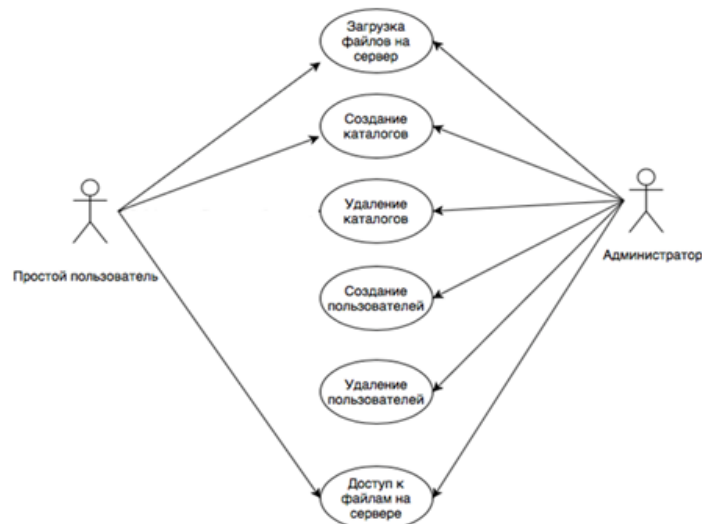 Загрузка
файлов на
сервер
Создание
каталогов
Удаление
каталогов
Простой пользователь
Администратор
Создание
пользователей
Удаление
пользователей
Доступ к
файлам на
сервере